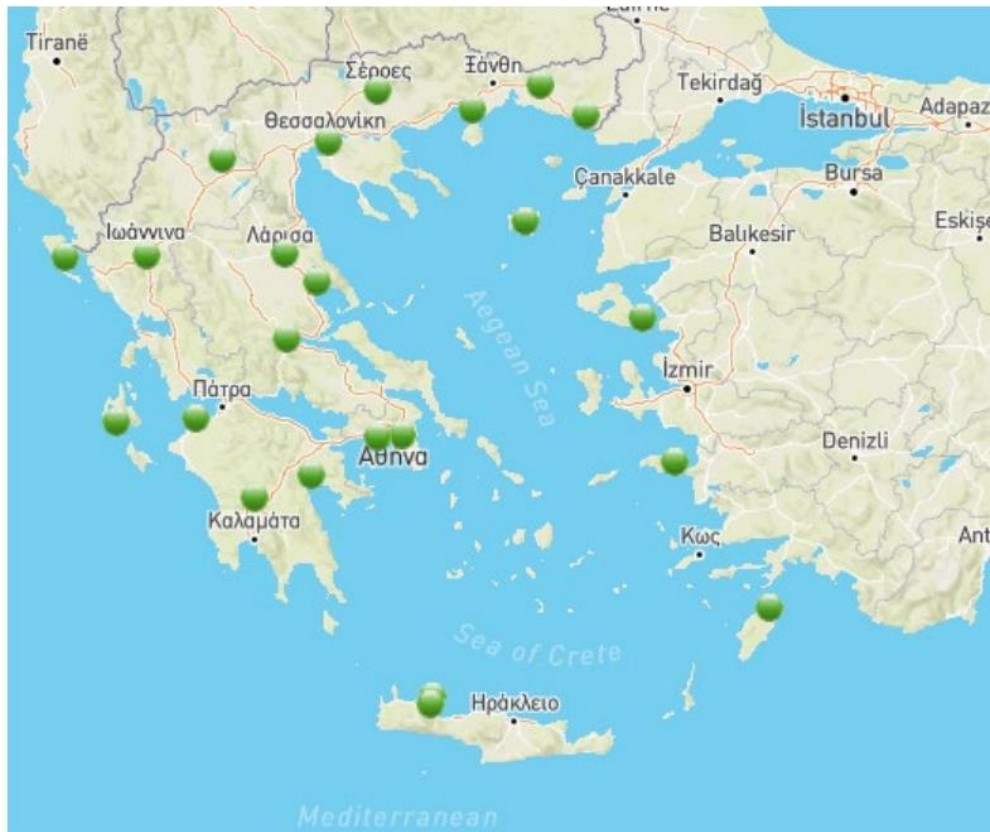 Edirne
Tiranë
Σέρρες
Ξάνθη
Tekirdağ
İstanbul
Adapaz
Θεσσαλονίκη
Çanakkale
Bursa
Ιωάννινα
Λάρισα
Balıkesir
Eskişe
Aegean Sea
İzmir
Πάτρα
Αθήνα
Denizli
Καλαμάτα
Κως
Ant
Sea of Crete
Ηράκλειο
Mediterranean